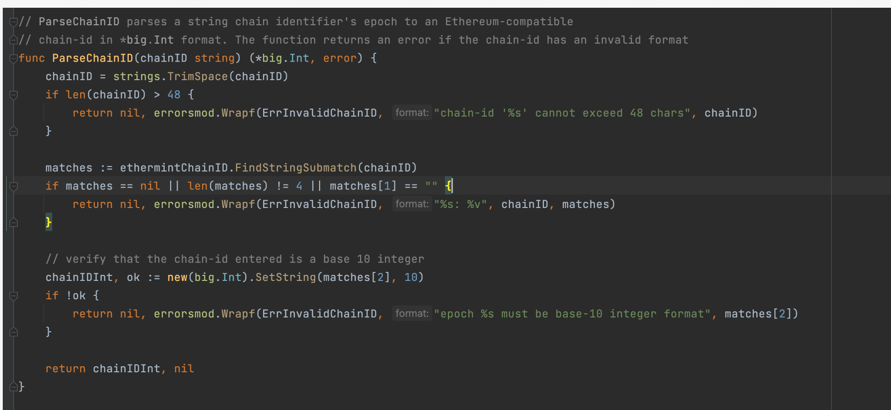 // ParseChainID parses a string chain identifier's epoch to an Ethereum-compatible
// chain-id in *big.Int format. The function returns an error if the chain-id has an invalid format
func ParseChainID(chainID string) (*big.Int, error) {
    chainID = strings.TrimSpace(chainID)
    if len(chainID) > 48 {
        return nil, errorsmod.Wrapf(ErrInvalidChainID, format: "chain-id '%s' cannot exceed 48 chars", chainID)
    }

    matches := ethermintChainID.FindStringSubmatch(chainID)
    if matches == nil || len(matches) != 4 || matches[1] == "" {
        return nil, errorsmod.Wrapf(ErrInvalidChainID, format: "%s: %v", chainID, matches)
    }

    // verify that the chain-id entered is a base 10 integer
    chainIDInt, ok := new(big.Int).SetString(matches[2], 10)
    if !ok {
        return nil, errorsmod.Wrapf(ErrInvalidChainID, format: "epoch %s must be base-10 integer format", matches[2])
    }

    return chainIDInt, nil
}